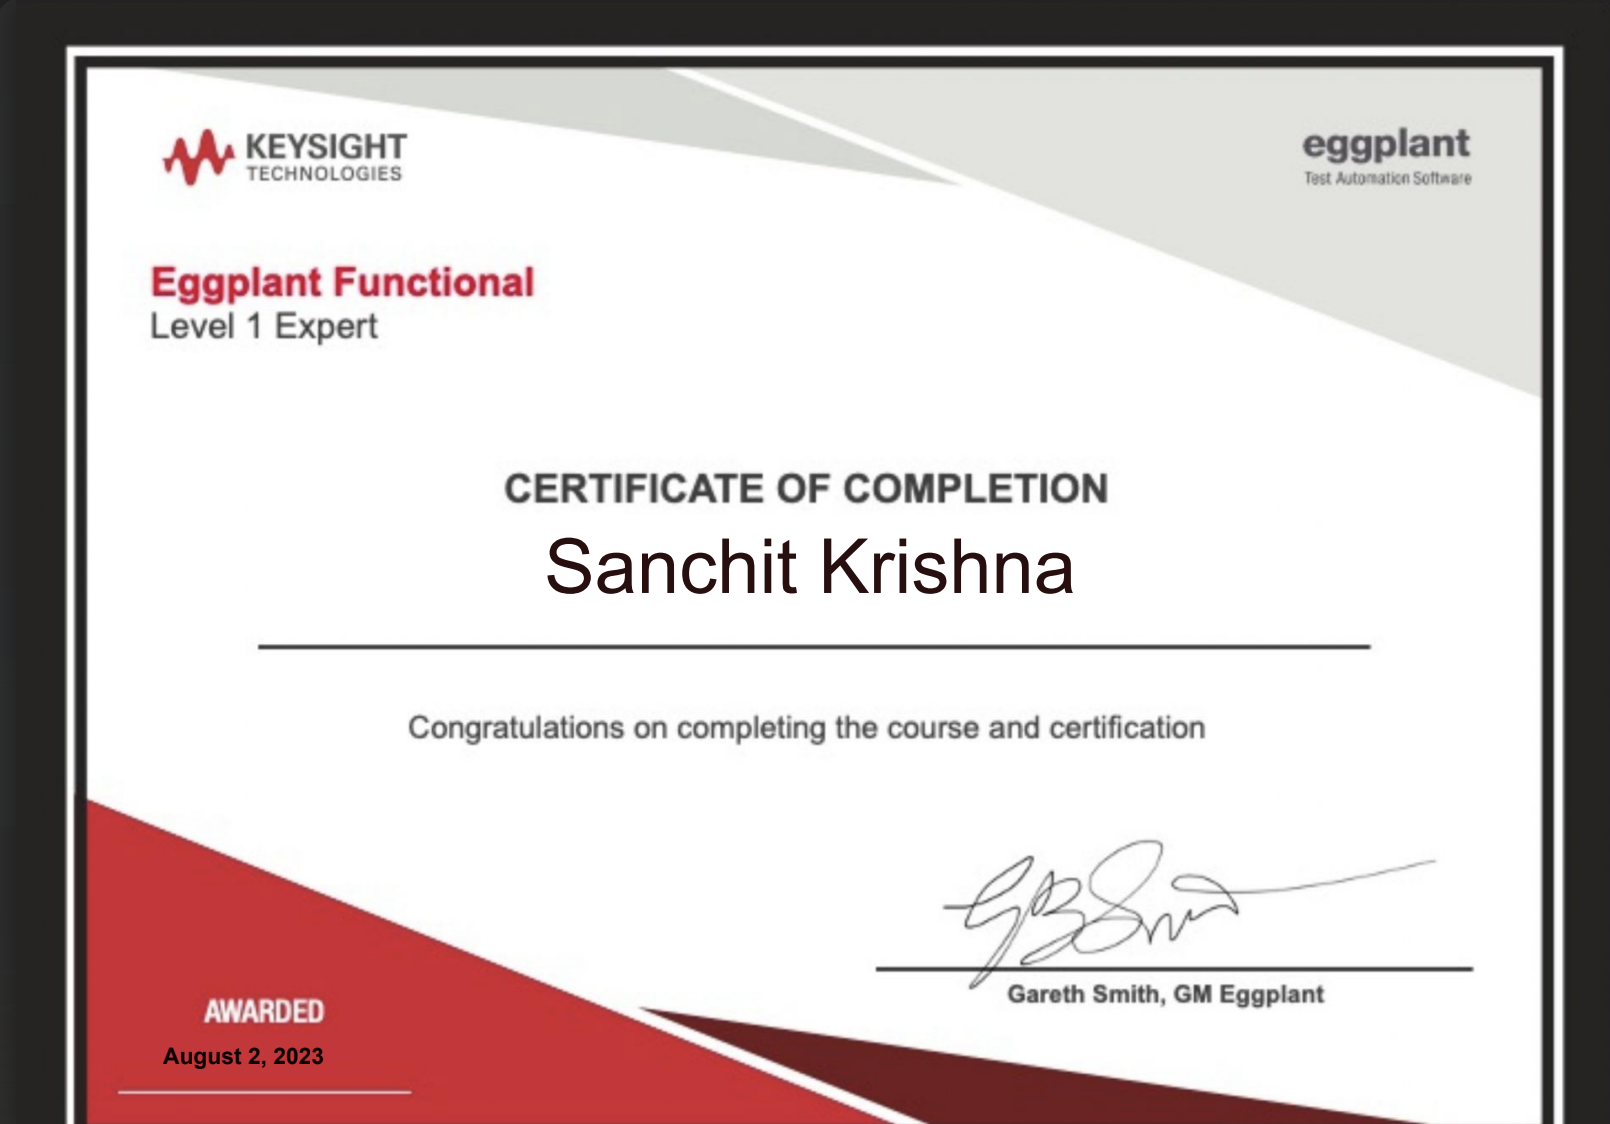 KEYSIGHT
TECHNOLOGIES
eggplant
Test Automation Software
Eggplant Functional
Level 1 Expert
CERTIFICATE OF COMPLETION
Sanchit Krishna
Congratulations on completing the course and certification
Gareth Smith, GM Eggplant
AWARDED
August 2, 2023